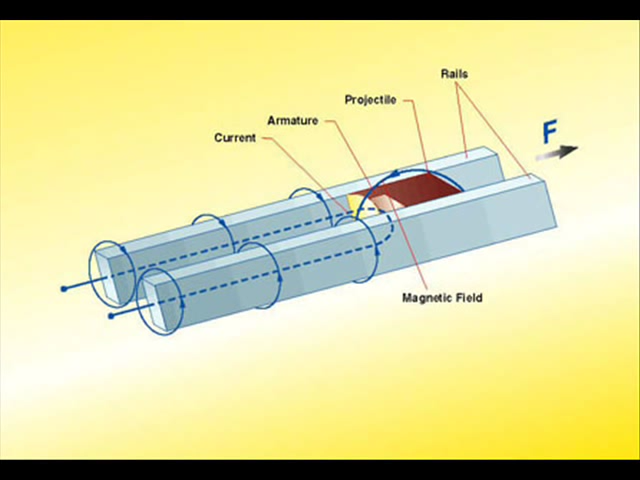 Rails
Projectile
F
Armature
Current
Magnetic Field